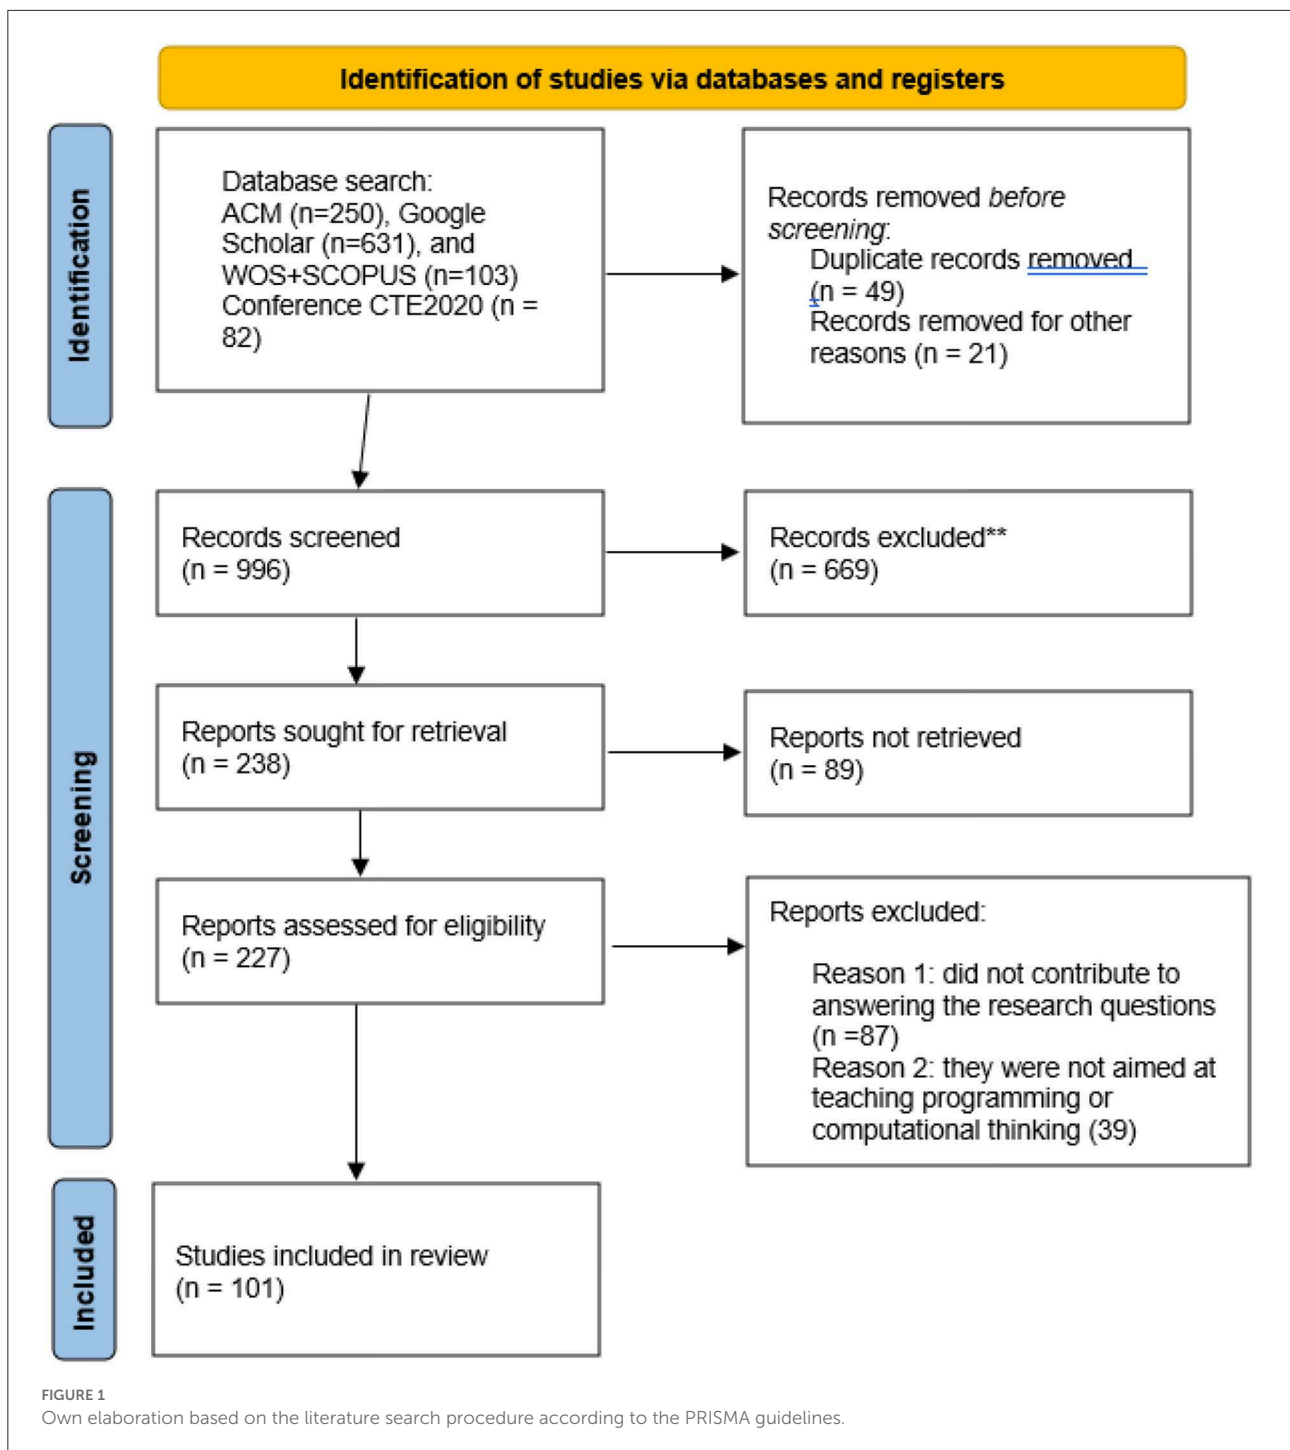 Identification of studies via databases and registers
Identification
Database search:
ACM (n=250), Google
Scholar (n=631), and
WOS+SCOPUS (n=103)
Conference CTE2020 (n =
82)
Records removed before
screening:
Duplicate records removed
(n = 49)
Records removed for other
reasons (n = 21)
Screening
Records screened
(n = 996)
Records excluded**
(n = 669)
Reports sought for retrieval
(n = 238)
Reports not retrieved
(n = 89)
Reports assessed for eligibility
(n = 227)
Reports excluded:
Reason 1: did not contribute to
answering the research questions
(n =87)
Reason 2: they were not aimed at
teaching programming or
computational thinking (39)
Included
Studies included in review
(n = 101)
FIGURE 1
Own elaboration based on the literature search procedure according to the PRISMA guidelines.